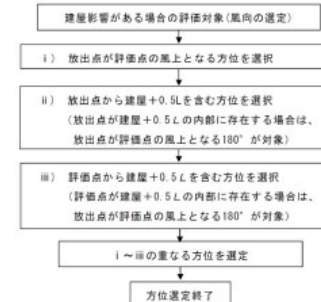 建屋影響がある場合の評価対象(風向の選定)
ⅰ) 放出点が評価点の風上となる方位を選択
ⅱ) 放出点から建屋+0.5Lを含む方位を選択
(放出点が建屋+0.5Lの内部に存在する場合は、
放出点が評価点の風上となる180°が対象)
ⅲ) 評価点から建屋+0.5Lを含む方位を選択
(評価点が建屋+0.5Lの内部に存在する場合は、
放出点が評価点の風上となる180°が対象)
ⅰ~ⅲの重なる方位を選定
方位選定終了